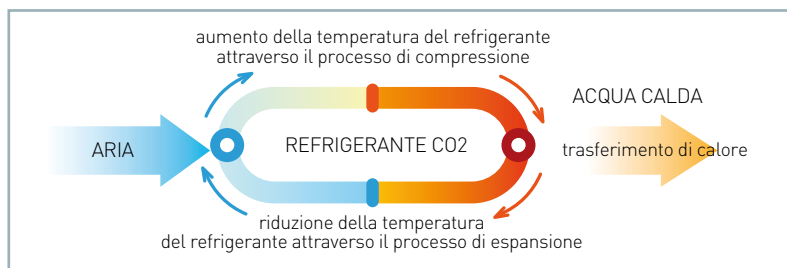 aumento della temperatura del refrigerante
attraverso il processo di compressione
ACQUA CALDA
ARIA
REFRIGERANTE CO2
trasferimento di calore
riduzione della temperatura
del refrigerante attraverso il processo di espansione